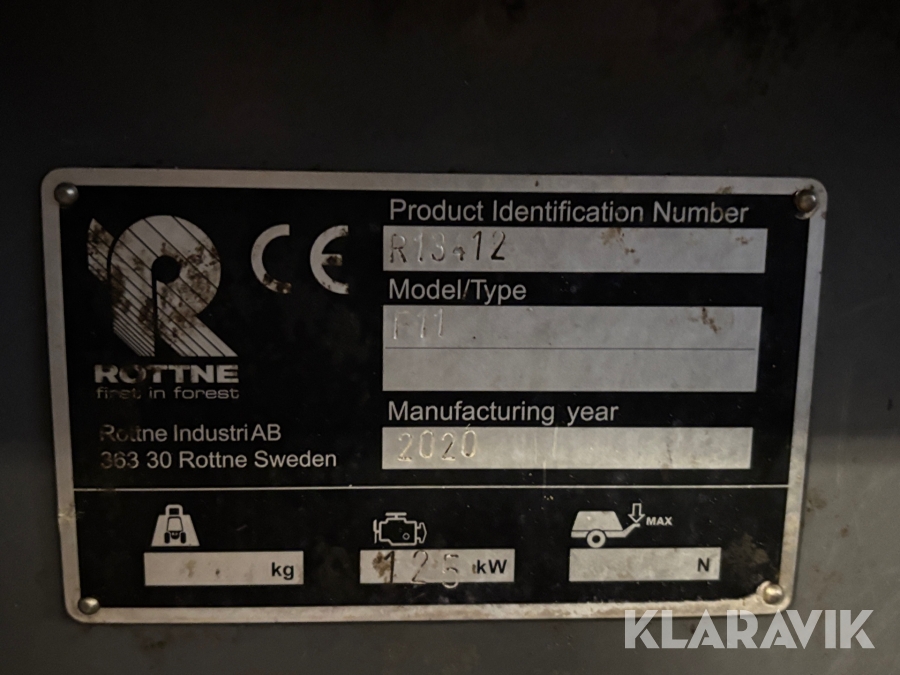 ROTTNE
first in forest
Rottne Industri AB
363 30 Rottne Sweden
CE
Product Identification Number
R13412
Model/Type
F11
Manufacturing year
2020
kg
125 kW
MAX
N
KLARAVIK